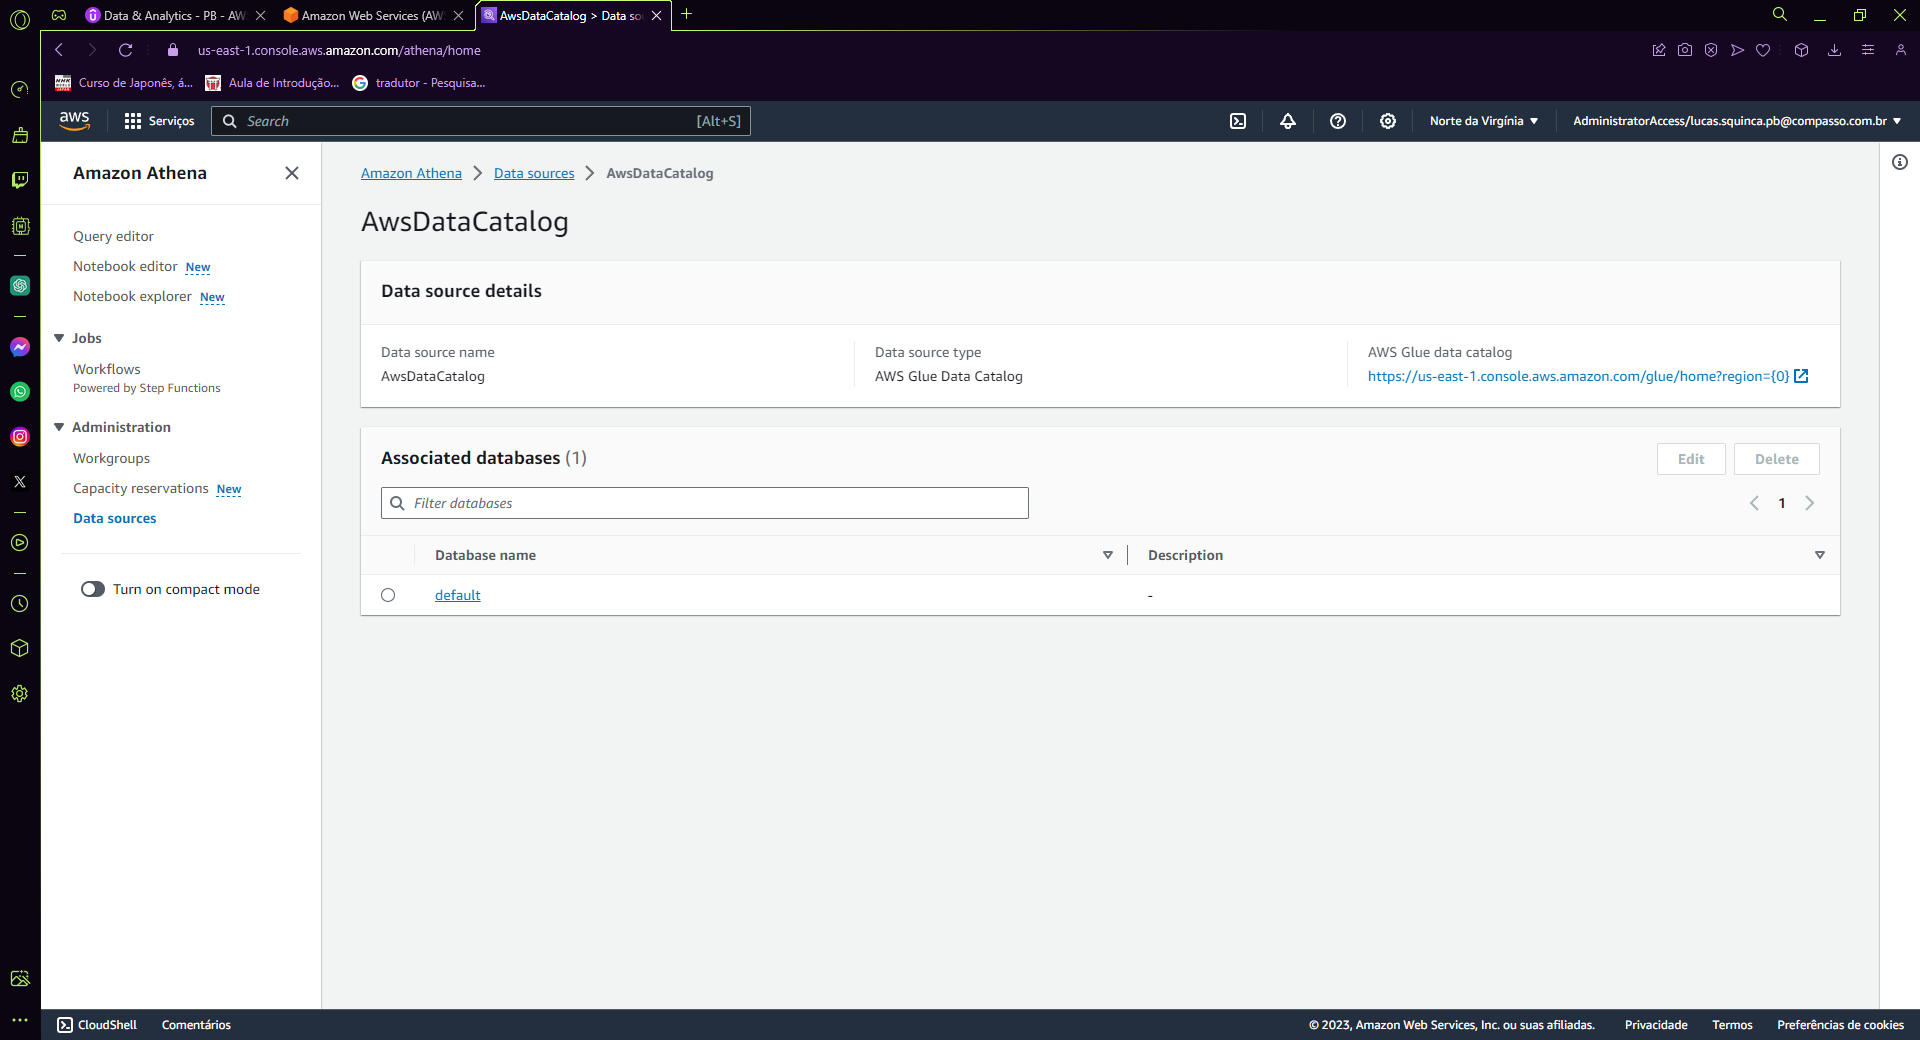 Data & Analytics - PB - AW
Amazon Web Services (AW
AwsDataCatalog > Data so
us-east-1.console.aws.amazon.com/athena/home
Curso de Japonês, á...
Aula de Introdução...
tradutor - Pesquisa...
aws
Serviços
Search
[Alt+S]
Norte da Virgínia
AdministratorAccess/lucas.squinca.pb@compasso.com.br
Amazon Athena
Query editor
Notebook editor New
Notebook explorer New
Jobs
Workflows
Powered by Step Functions
Administration
Workgroups
Capacity reservations New
Data sources
Turn on compact mode
Amazon Athena > Data sources > AwsDataCatalog
AwsDataCatalog
Data source details
Data source name
AwsDataCatalog
Data source type
AWS Glue Data Catalog
AWS Glue data catalog
https://us-east-1.console.aws.amazon.com/glue/home?region={0}
Associated databases (1)
Edit
Delete
Filter databases
1
Database name
Description
default
-
CloudShell
Comentários
© 2023, Amazon Web Services, Inc. ou suas afiliadas.
Privacidade
Termos
Preferências de cookies